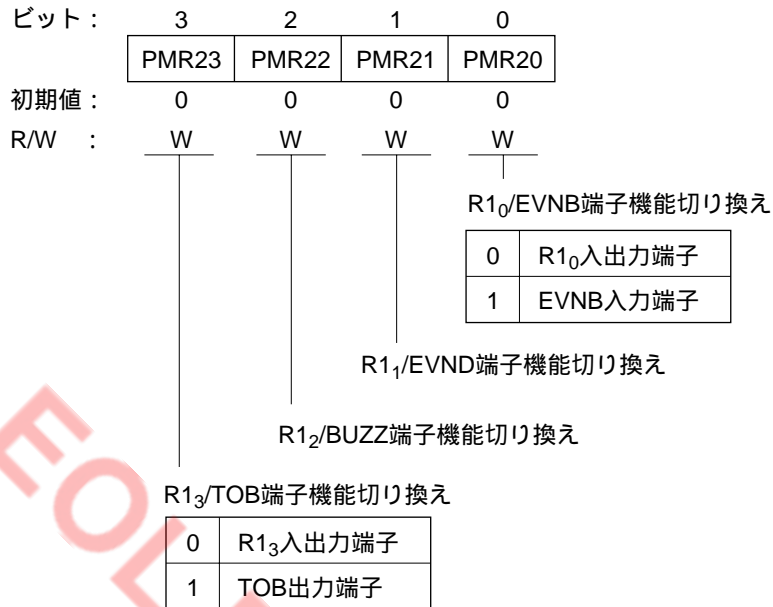 ビット： 3 2 1 0
PMR23 PMR22 PMR21 PMR20
初期値： 0 0 0 0
R/W ： W W W W
R1₀/EVNB端子機能切り換え
0 R1₀入出力端子
1 EVNB入力端子
R1₁/EVND端子機能切り換え
R1₂/BUZZ端子機能切り換え
R1₃/TOB端子機能切り換え
0 R1₃入出力端子
1 TOB出力端子
EOL